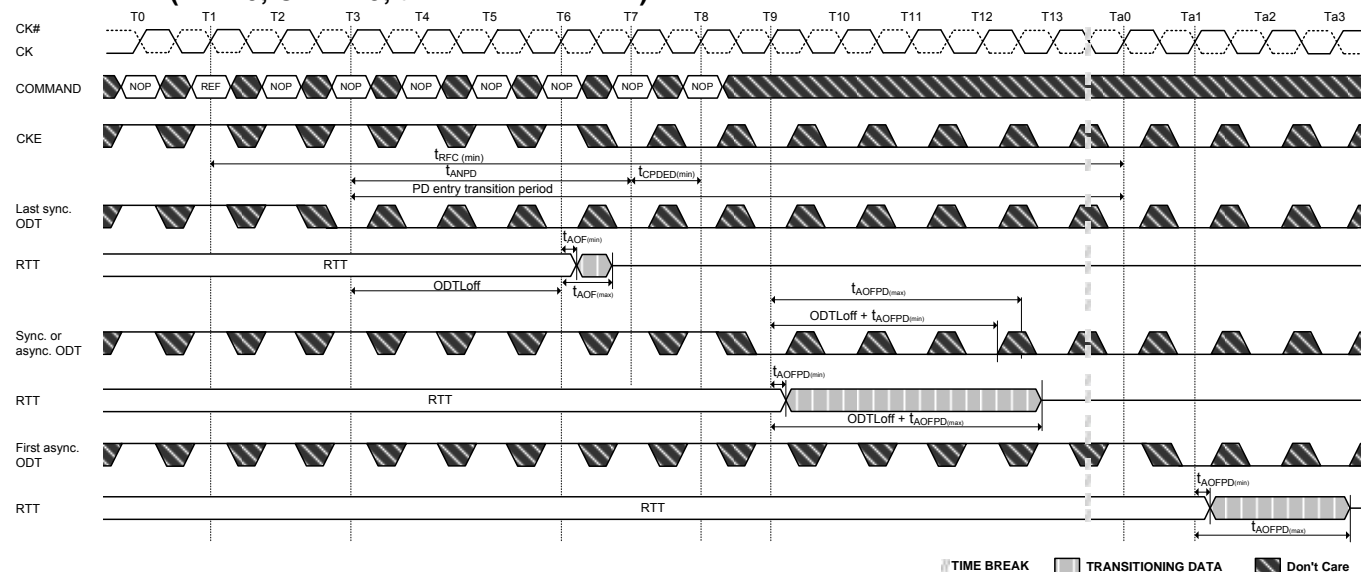 T0 T1 T2 T3 T4 T5 T6 T7 T8 T9 T10 T11 T12 T13 Ta0 Ta1 Ta2 Ta3
CK#
CK
COMMAND NOP REF NOP NOP NOP NOP NOP NOP NOP
CKE
tRFC (min)
tANPD tCPDED(min)
PD entry transition period
Last sync.
ODT
tAOF(min)
RTT RTT
ODTLoff tAOF(max)
tAOFPD(max)
ODTLoff + tAOFPD(min)
Sync. or
async. ODT
tAOFPD(min)
RTT RTT
ODTLoff + tAOFPD(max)
First async.
ODT
tAOFPD(min)
RTT RTT
tAOFPD(max)
TIME BREAK TRANSITIONING DATA Don't Care